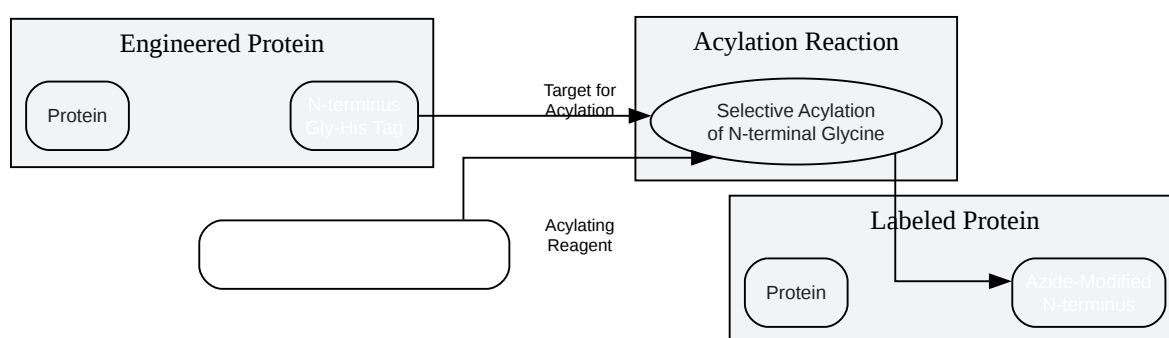 Engineered Protein
Protein
N-terminus
Gly-His Tag
Target for
Acylation
Acylation Reaction
Selective Acylation
of N-terminal Glycine
Acylating
Reagent
Labeled Protein
Protein
Azide-Modified
N-terminus